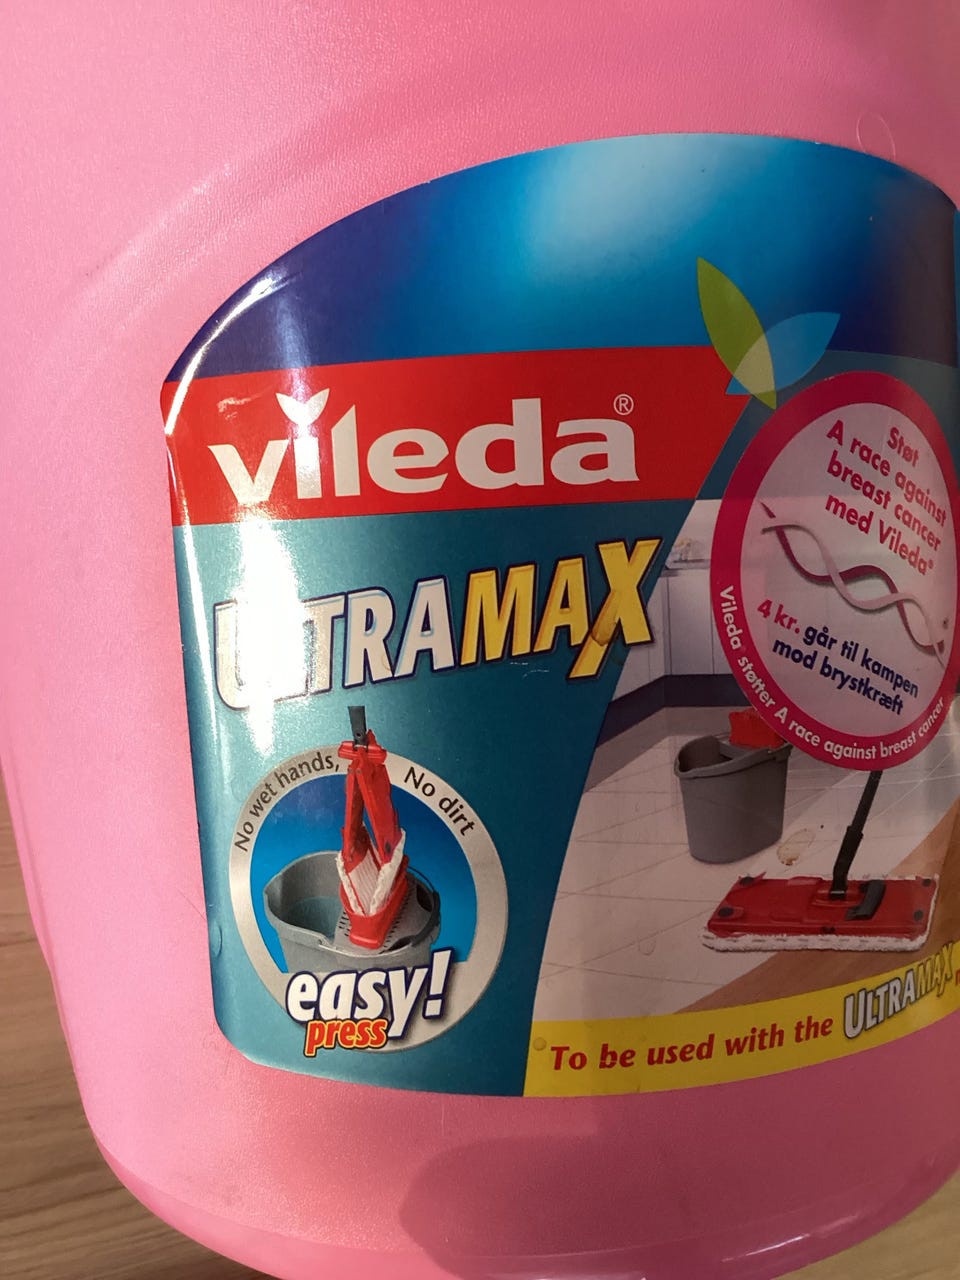 vileda®
ULTRAMAX
Støt
A race against
breast cancer
med Vileda®
4 kr. går til kampen
mod brystkræft
Vileda® støtter A race against breast cancer
No wet hands, No dirt
easy!
press
To be used with the ULTRAMAX